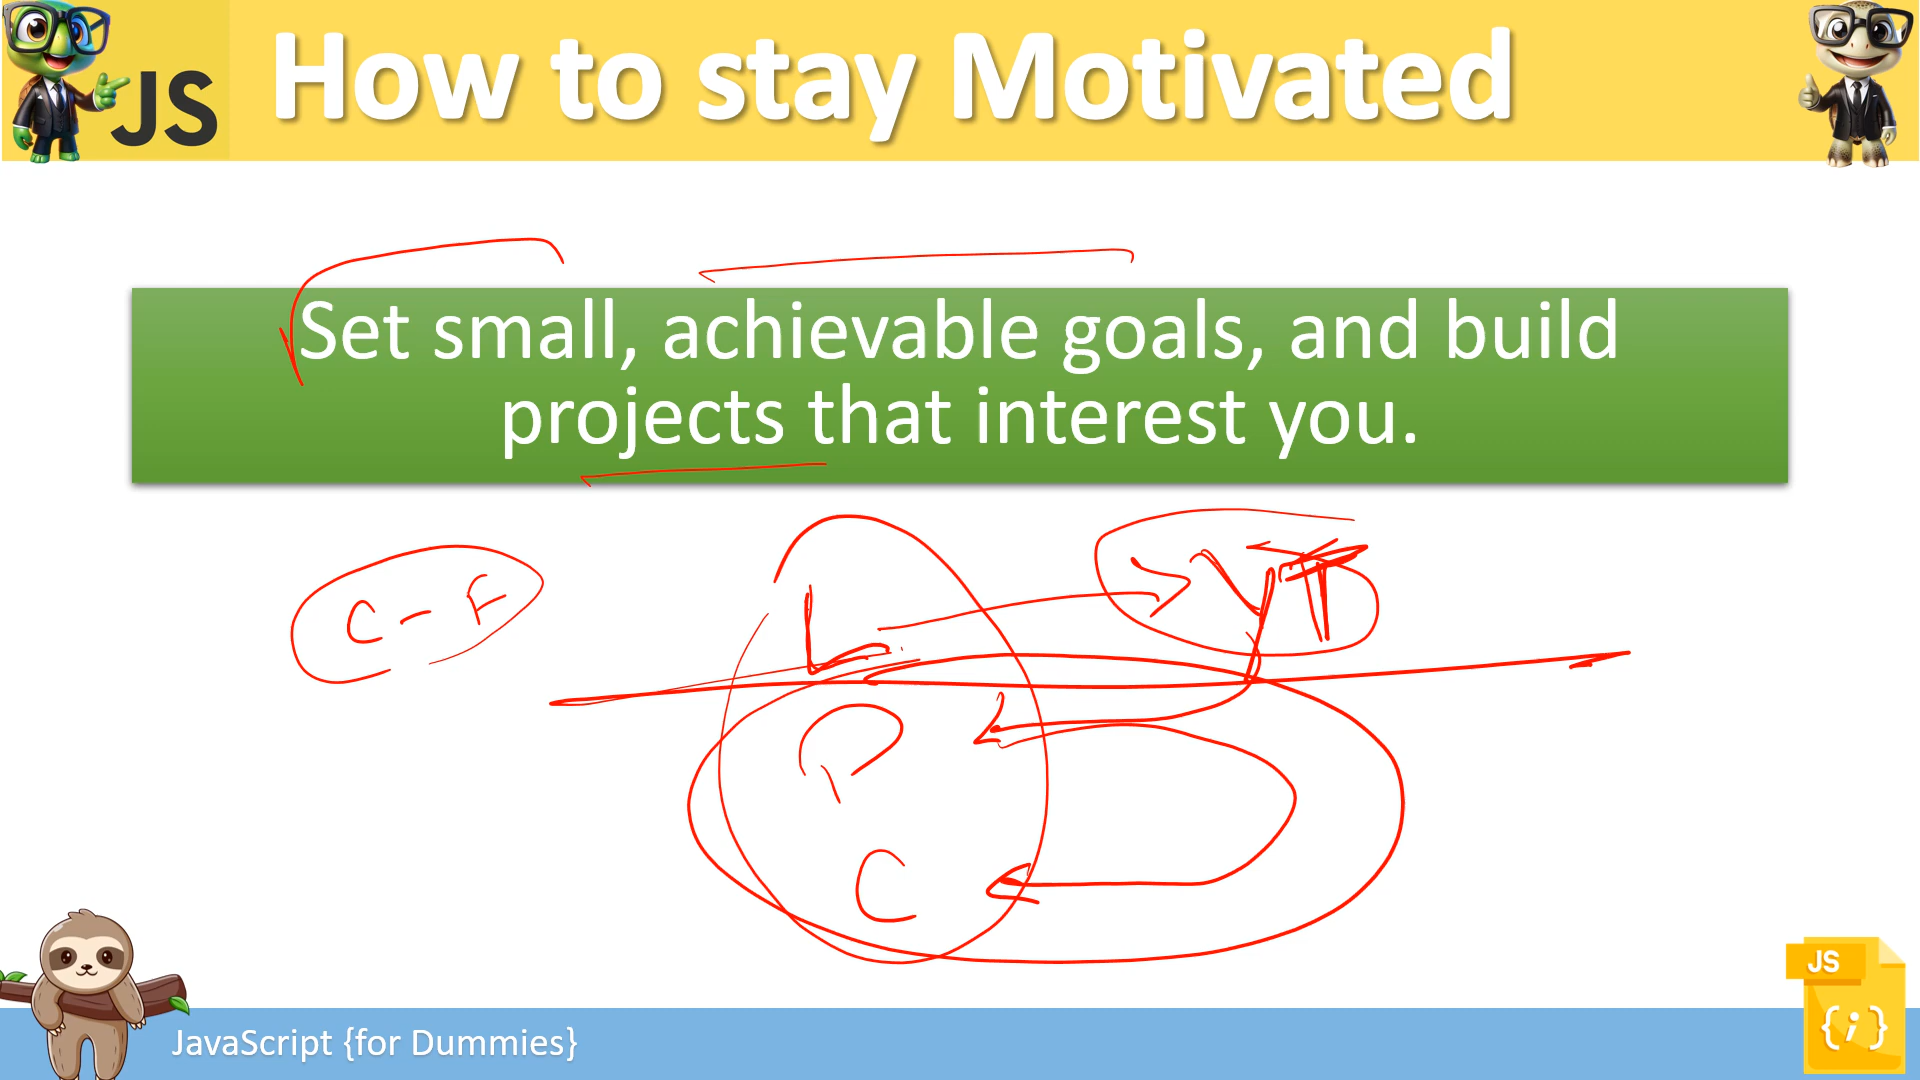 JS
How to stay Motivated
Set small, achievable goals, and build
projects that interest you.
C - F
L
YT
P
C
JavaScript {for Dummies}
JS
{;}